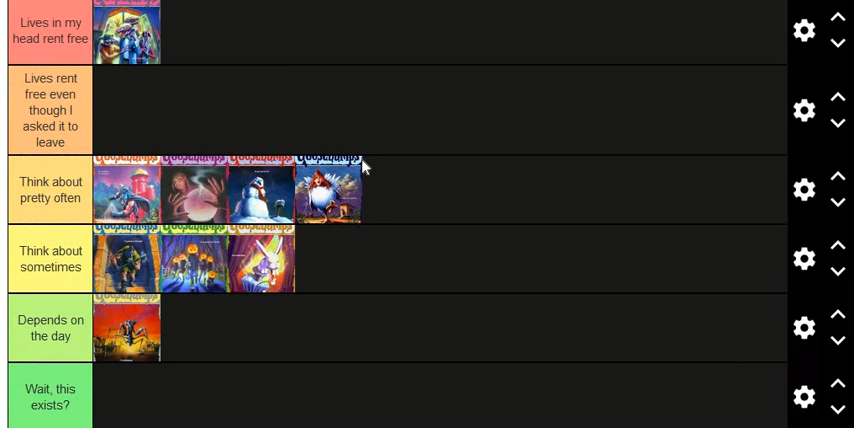 Lives in my
head rent free
Lives rent
free even
though I
asked it to
leave
Think about
pretty often
GOOSEBUMPS GOOSEBUMPS GOOSEBUMPS GOOSEBUMPS
Think about
sometimes
GOOSEBUMPS GOOSEBUMPS GOOSEBUMPS
Depends on
the day
GOOSEBUMPS
Wait, this
exists?